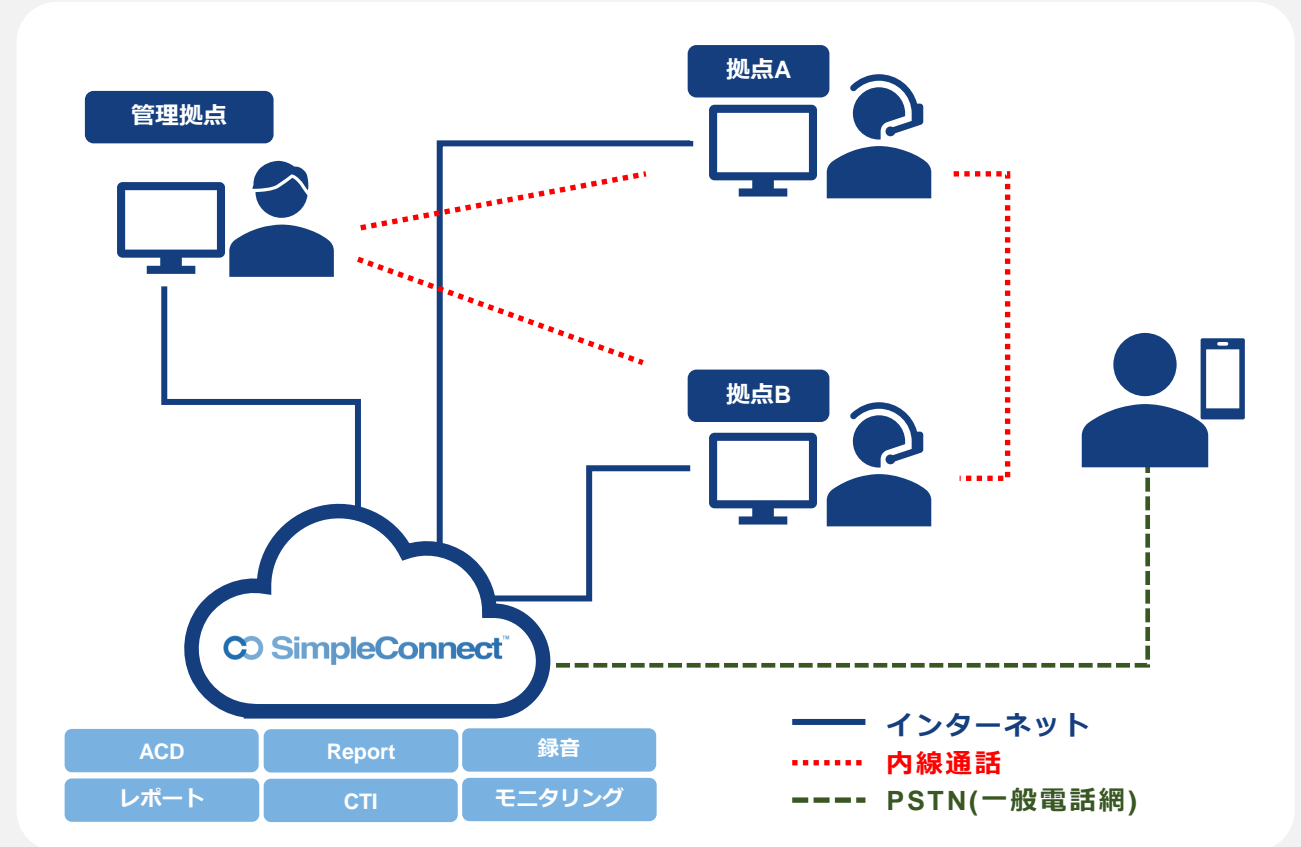 拠点A
管理拠点
拠点B
SimpleConnect™
ACD
Report
録音
レポート
CTI
モニタリング
インターネット
内線通話
PSTN(一般電話網)